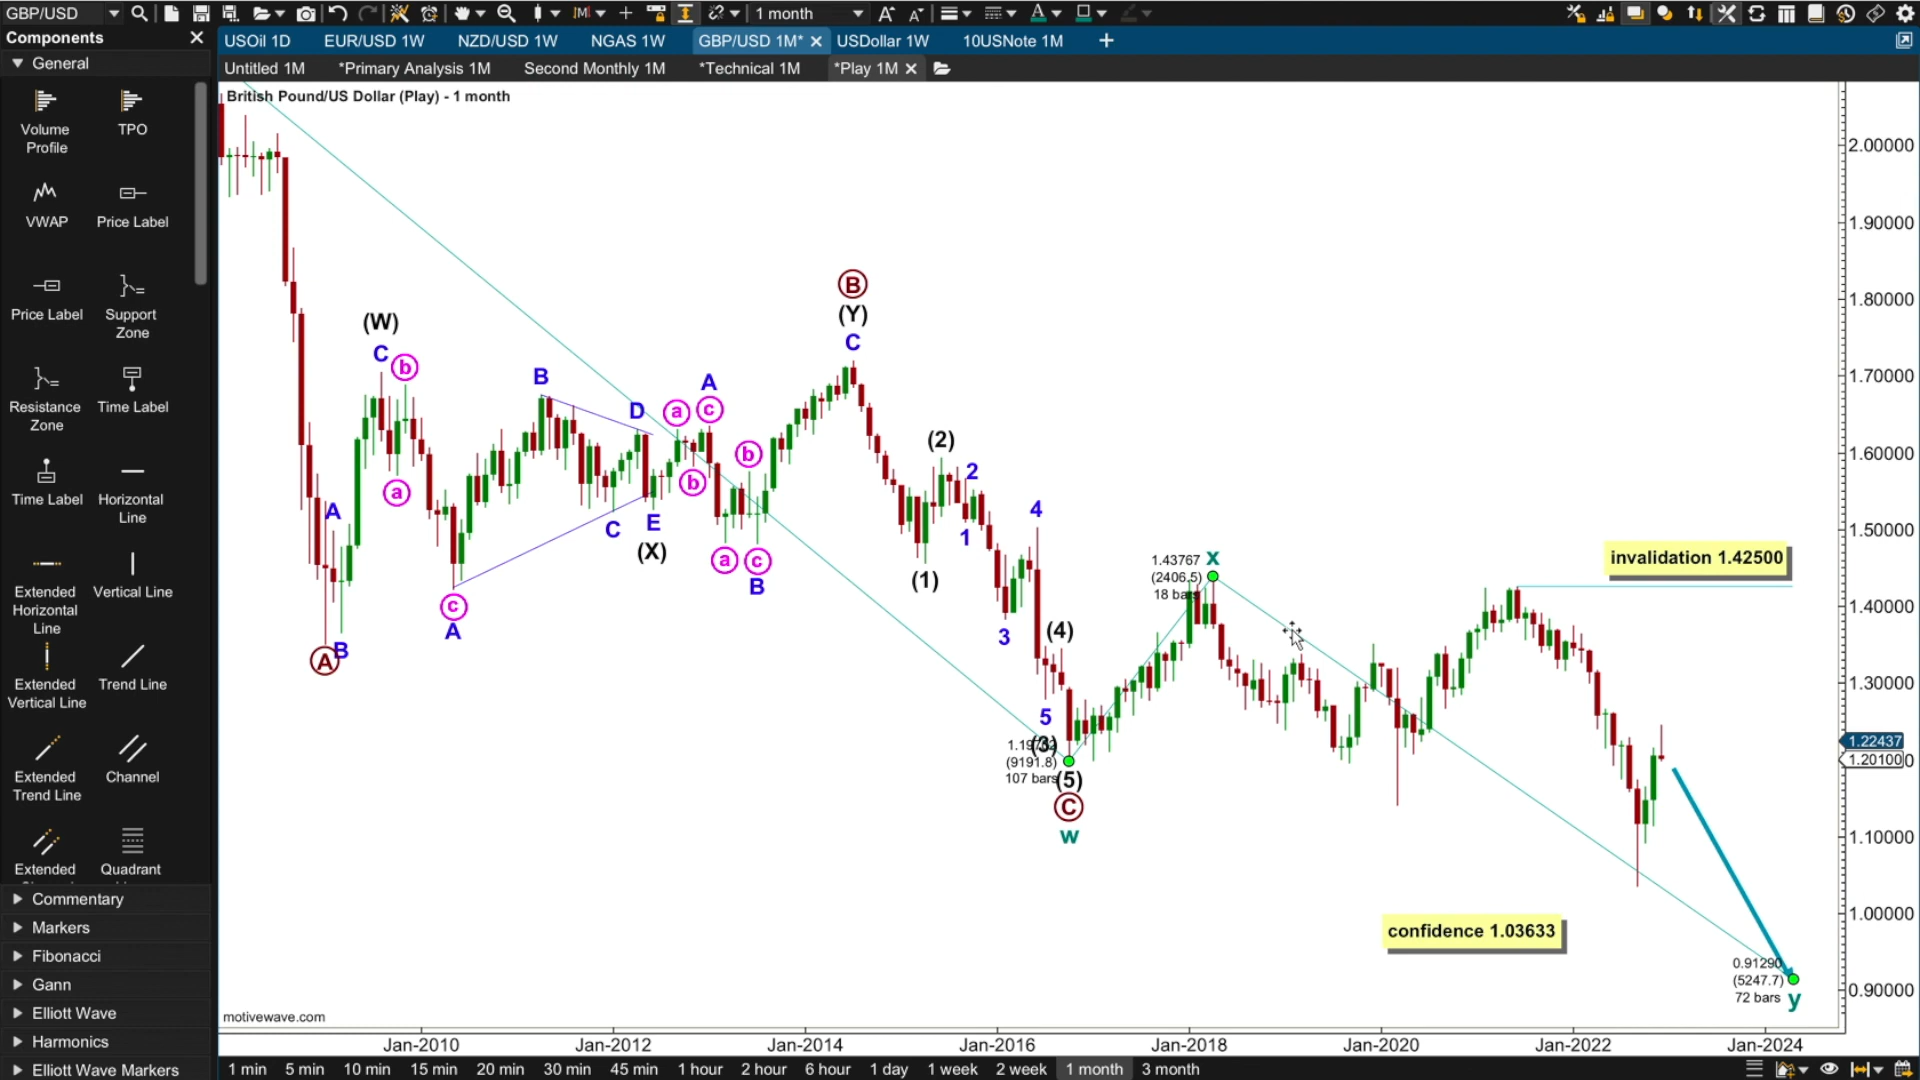 GBP/USD
1 month
Components
USOil 1D
EUR/USD 1W
NZD/USD 1W
NGAS 1W
GBP/USD 1M*
USDollar 1W
10USNote 1M
Untitled 1M
*Primary Analysis 1M
Second Monthly 1M
*Technical 1M
*Play 1M
General
Volume
Profile
TPO
VWAP
Price Label
Price Label
Support
Zone
Resistance
Zone
Time Label
Time Label
Horizontal
Line
Extended
Horizontal
Line
Vertical Line
Extended
Vertical Line
Trend Line
Extended
Trend Line
Channel
Extended
Quadrant
Commentary
Markers
Fibonacci
Gann
Elliott Wave
Harmonics
Elliott Wave Markers
British Pound/US Dollar (Play) - 1 month
B
(Y)
C
(W)
C
b
B
A
D
a
c
(2)
2
b
b
a
A
4
C
E
1
(X)
a
c
(1)
B
c
A
3
(4)
A
B
5
(3)
(5)
C
w
1.43767
(2406.5)
18 bars
x
(9191.8)
107 bars
invalidation 1.42500
confidence 1.03633
0.91290
(5247.7)
72 bars
y
motivewave.com
2.00000
1.90000
1.80000
1.70000
1.60000
1.50000
1.40000
1.30000
1.22437
1.20100
1.10000
1.00000
0.90000
Jan-2010
Jan-2012
Jan-2014
Jan-2016
Jan-2018
Jan-2020
Jan-2022
Jan-2024
1 min
5 min
10 min
15 min
20 min
30 min
45 min
1 hour
2 hour
6 hour
1 day
1 week
2 week
1 month
3 month